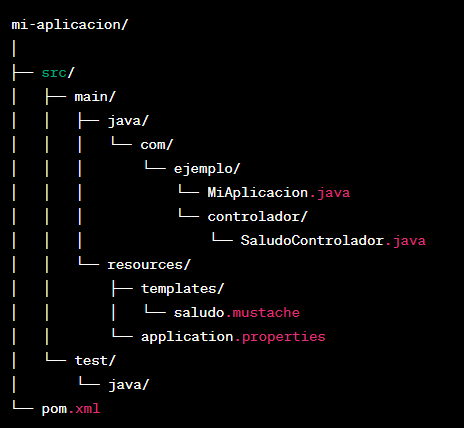 mi-aplicacion/
│
├── src/
│   ├── main/
│   │   ├── java/
│   │   │   └── com/
│   │   │       └── ejemplo/
│   │   │           └── MiAplicacion.java
│   │   │           └── controlador/
│   │   │               └── SaludoControlador.java
│   │   └── resources/
│   │       ├── templates/
│   │       │   └── saludo.mustache
│   │       └── application.properties
│   └── test/
│       └── java/
└── pom.xml